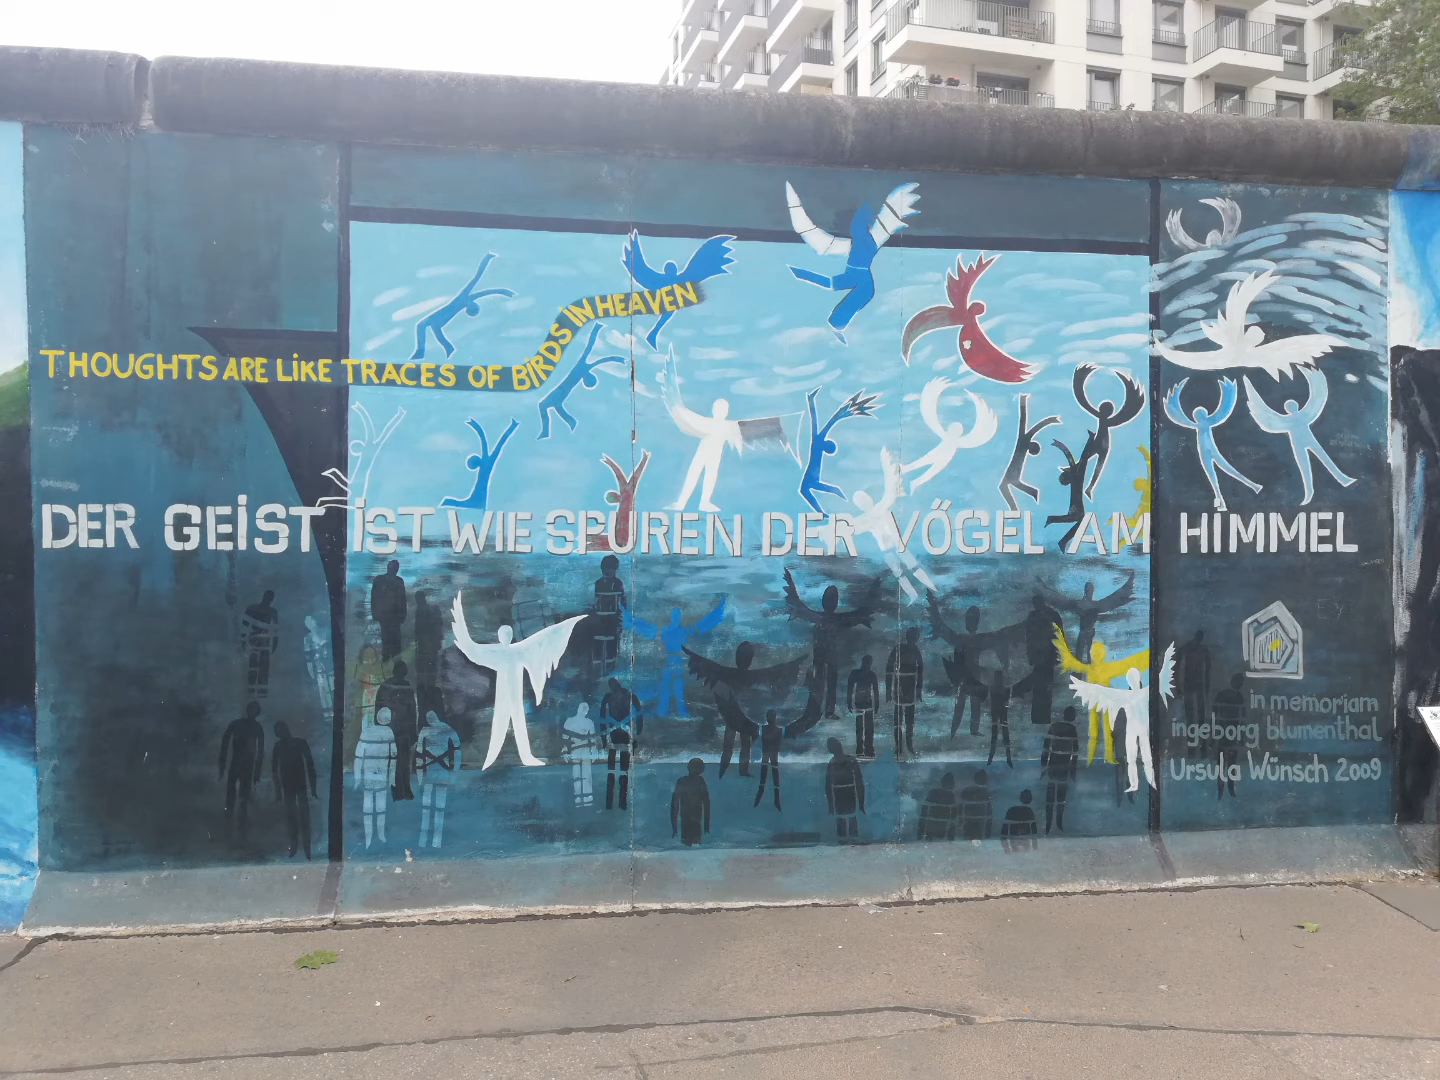 THOUGHTS ARE LIKE TRACES OF BIRDS IN HEAVEN
DER GEIST IST WIE SPUREN DER VŐGEL AM HIMMEL
in memoriam
ingeborg blumenthal
Ursula Wünsch 2009